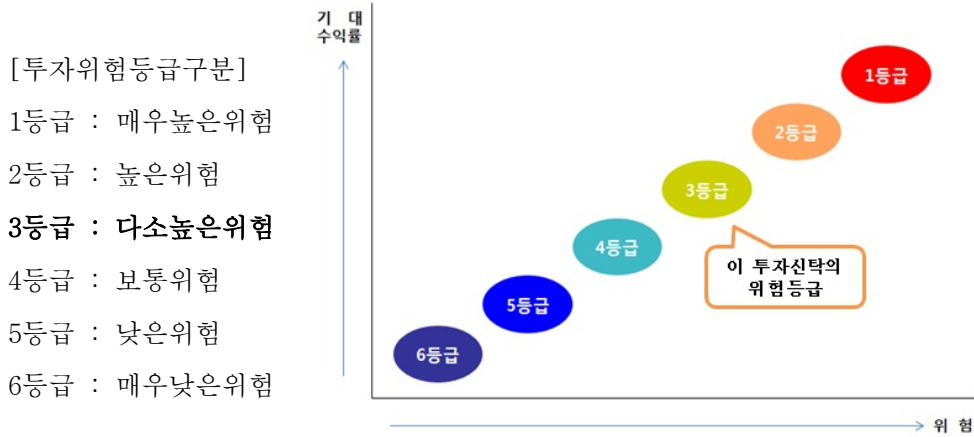 [투자위험등급구분]
1등급 : 매우높은위험
2등급 : 높은위험
3등급 : 다소높은위험
4등급 : 보통위험
5등급 : 낮은위험
6등급 : 매우낮은위험
기 대
수익률
1등급
2등급
3등급
4등급
5등급
6등급
이 투자신탁의
위험등급
위 험